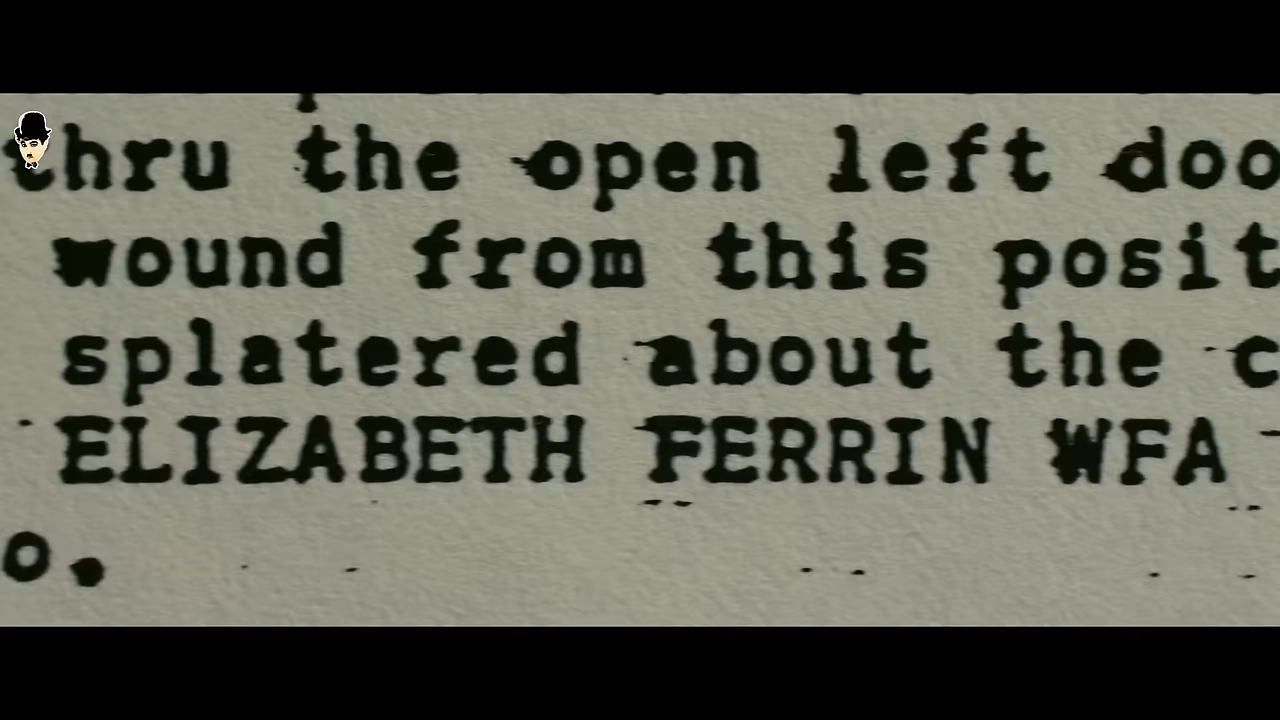 thru the open left doo
wound from this posit
splatered about the c
ELIZABETH FERRIN WFA
o.